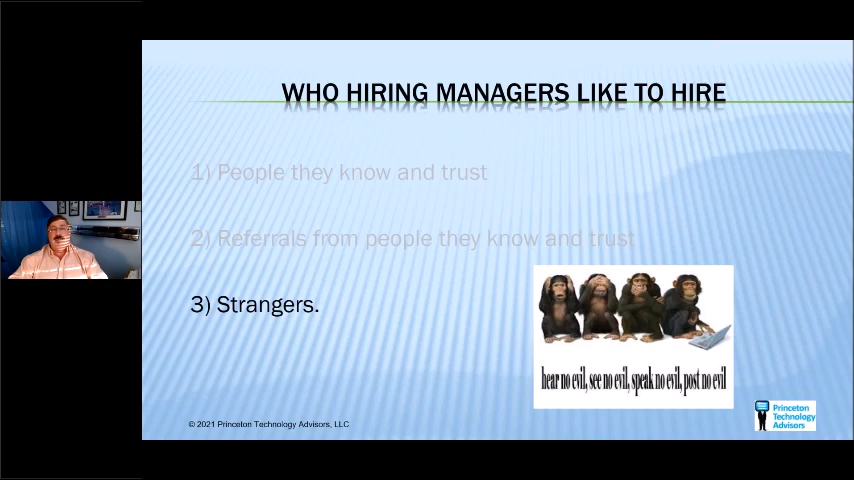 WHO HIRING MANAGERS LIKE TO HIRE
1) People they know and trust
2) Referrals from people they know and trust
3) Strangers.
hear no evil, see no evil, speak no evil, post no evil
© 2021 Princeton Technology Advisors, LLC
Princeton
Technology
Advisors